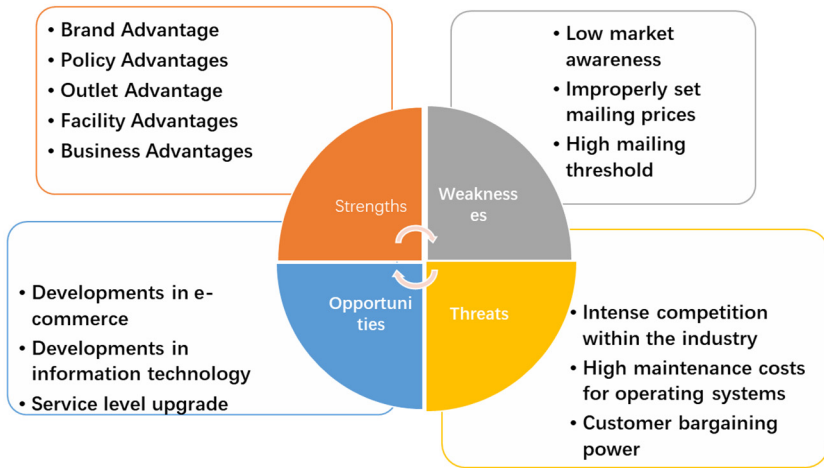 • Brand Advantage
• Policy Advantages
• Outlet Advantage
• Facility Advantages
• Business Advantages
• Low market
awareness
• Improperly set
mailing prices
• High mailing
threshold
Strengths
Weakness
es
Opportuni
ties
Threats
• Developments in e-
commerce
• Developments in
information technology
• Service level upgrade
• Intense competition
within the industry
• High maintenance costs
for operating systems
• Customer bargaining
power